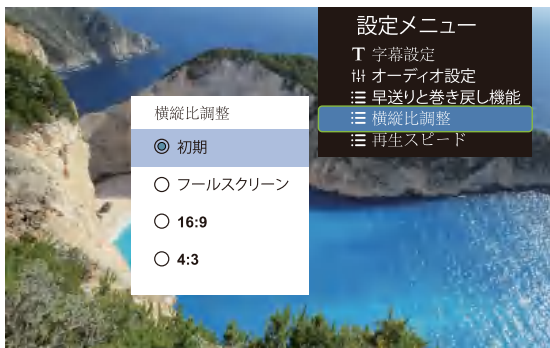 設定メニュー
T 字幕設定
オーディオ設定
早送りと巻き戻し機能
横縦比調整
再生スピード
横縦比調整
初期
フールスクリーン
16:9
4:3